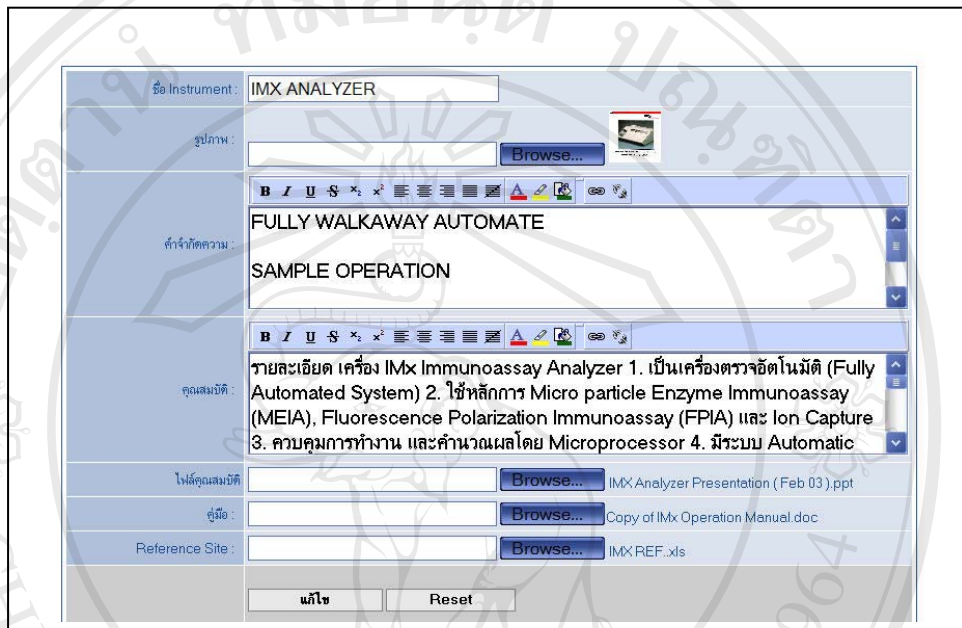 ชื่อ Instrument : IMX ANALYZER
รูปภาพ : Browse...
คำจำกัดความ :
B I U S x₂ x²
FULLY WALKAWAY AUTOMATE
SAMPLE OPERATION
คุณสมบัติ :
B I U S x₂ x²
รายละเอียด เครื่อง IMx Immunoassay Analyzer 1. เป็นเครื่องตรวจอัตโนมัติ (Fully
Automated System) 2. ใช้หลักการ Micro particle Enzyme Immunoassay
(MEIA), Fluorescence Polarization Immunoassay (FPIA) และ Ion Capture
3. ควบคุมการทำงาน และคำนวณผลโดย Microprocessor 4. มีระบบ Automatic
ไฟล์คุณสมบัติ Browse... IMX Analyzer Presentation ( Feb 03 ).ppt
คู่มือ : Browse... Copy of IMx Operation Manual.doc
Reference Site : Browse... IMX REF..xls
แก้ไข Reset